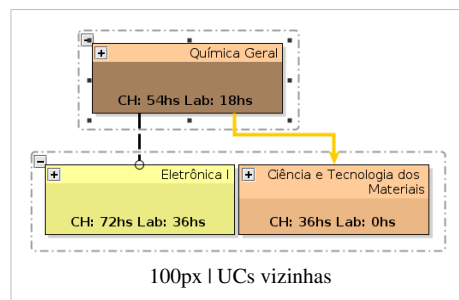 Química Geral
CH: 54hs Lab: 18hs
Eletrônica I
CH: 72hs Lab: 36hs
Ciência e Tecnologia dos
Materiais
CH: 36hs Lab: 0hs
100px | UCs vizinhas